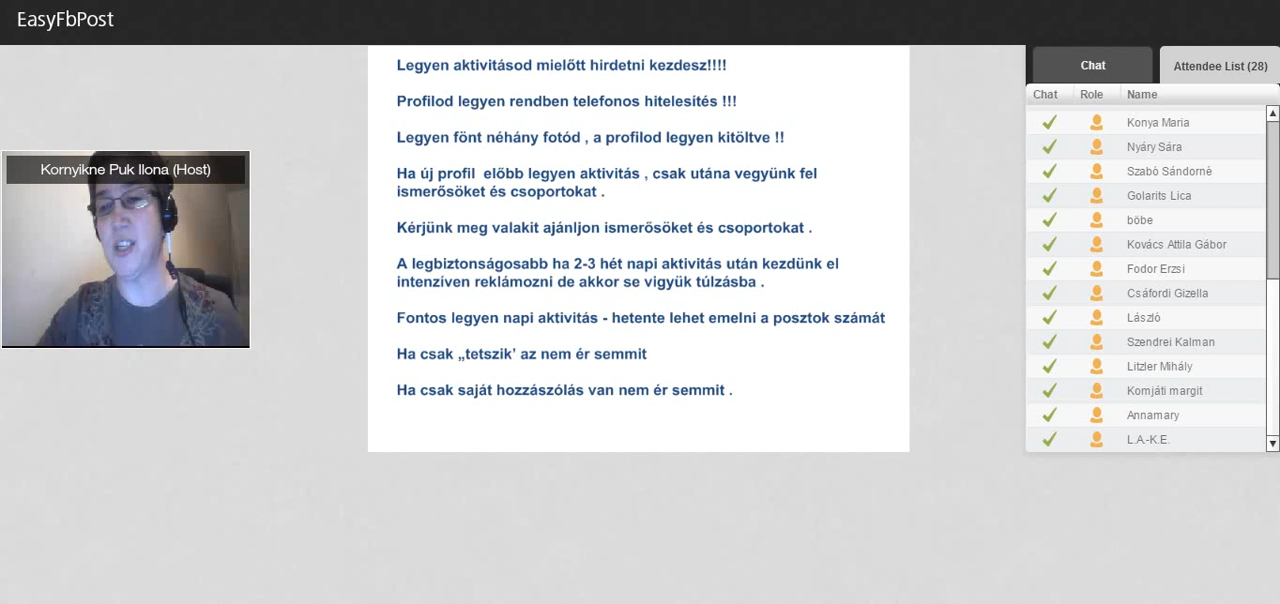 EasyFbPost
Kornyikne Puk Ilona (Host)
Legyen aktivitásod mielőtt hirdetni kezdesz!!!!
Profilod legyen rendben telefonos hitelesítés !!!
Legyen fönt néhány fotód , a profilod legyen kitöltve !!
Ha új profil  előbb legyen aktivitás , csak utána vegyünk fel
ismerősöket és csoportokat .
Kérjünk meg valakit ajánljon ismerősöket és csoportokat .
A legbiztonságosabb ha 2-3 hét napi aktivitás után kezdünk el
intenzíven reklámozni de akkor se vigyük túlzásba .
Fontos legyen napi aktivitás - hetente lehet emelni a posztok számát
Ha csak „tetszik’ az nem ér semmit
Ha csak saját hozzászólás van nem ér semmit .
Chat
Attendee List (28)
Chat Role Name
Konya Maria
Nyáry Sára
Szabò Sándornè
Golarits Lica
böbe
Kovács Attila Gábor
Fodor Erzsi
Csáfordi Gizella
László
Szendrei Kalman
Litzler Mihály
Komjáti margit
Annamary
L.A.-K.E.